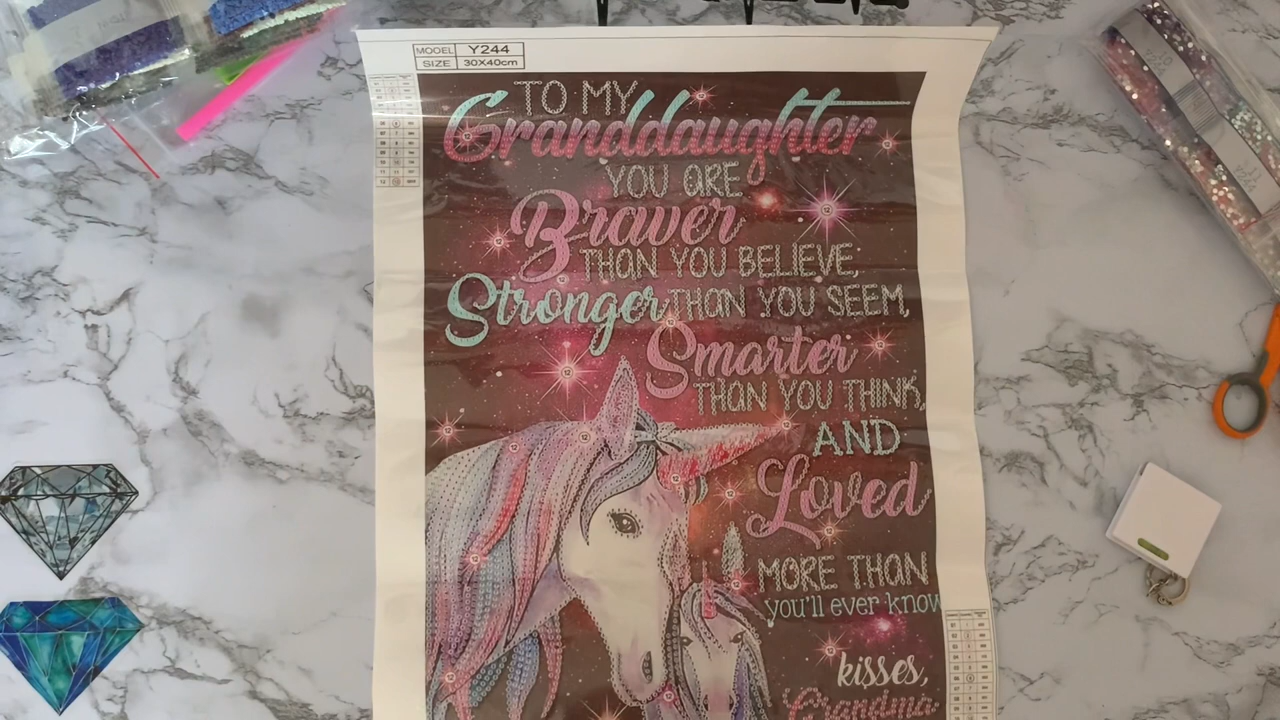 MODEL Y244
SIZE 30X40cm
TO MY
Granddaughter
YOU ARE
Braver
THAN YOU BELIEVE,
Stronger THAN YOU SEEM,
Smarter
THAN YOU THINK,
AND
Loved
MORE THAN
you'll ever know
kisses,
Grandma